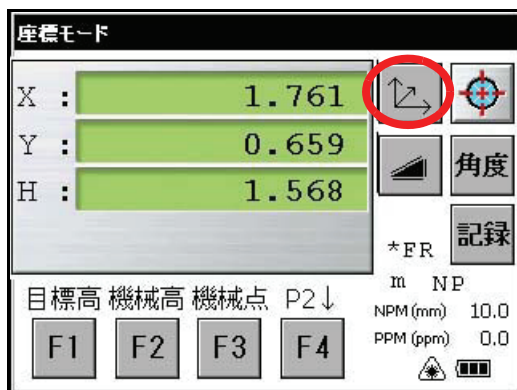 座標モード
X : 1.761
Y : 0.659
H : 1.568
角度
記録
*FR
m NP
NPM (mm) 10.0
PPM (ppm) 0.0
目標高 機械高 機械点 P2↓
F1 F2 F3 F4